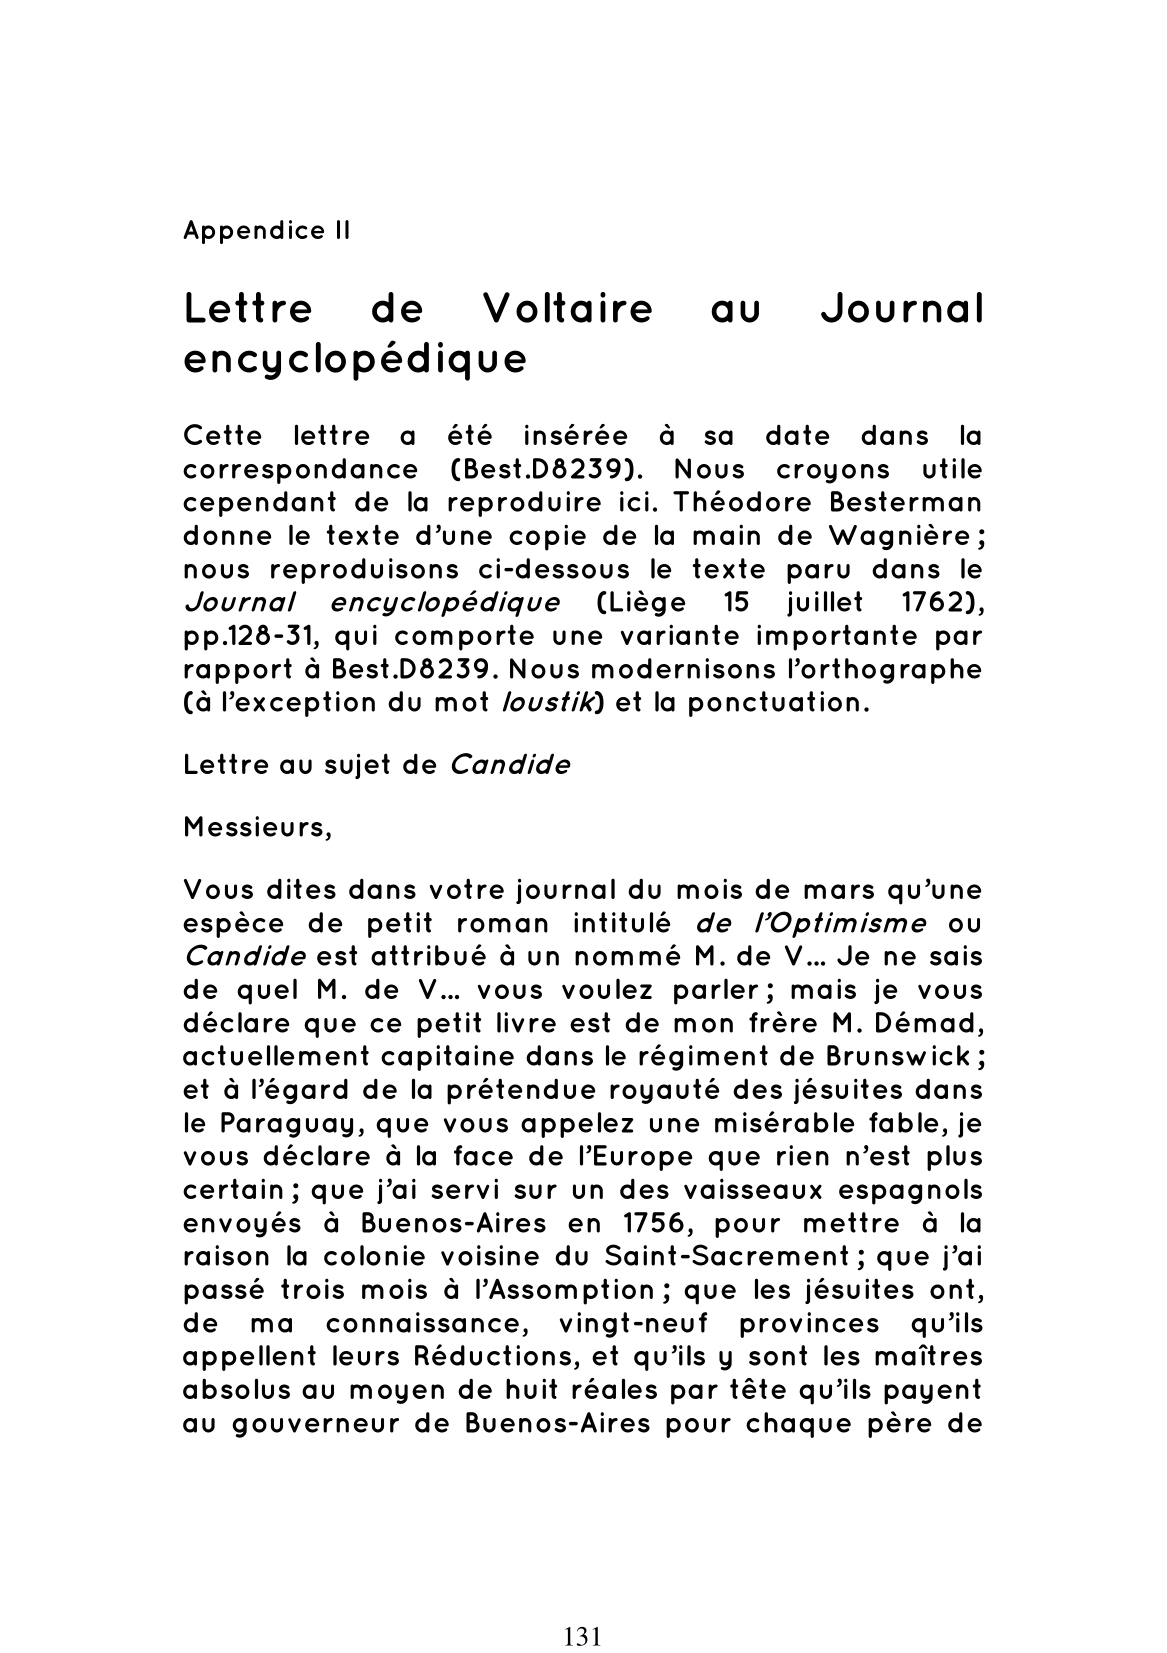 Appendice II
Lettre de Voltaire au Journal
encyclopédique
Cette lettre a été insérée à sa date dans la
correspondance (Best.D8239). Nous croyons utile
cependant de la reproduire ici. Théodore Besterman
donne le texte d’une copie de la main de Wagnière ;
nous reproduisons ci-dessous le texte paru dans le
Journal encyclopédique (Liège 15 juillet 1762),
pp.128-31, qui comporte une variante importante par
rapport à Best.D8239. Nous modernisons l’orthographe
(à l’exception du mot loustik) et la ponctuation.
Lettre au sujet de Candide
Messieurs,
Vous dites dans votre journal du mois de mars qu’une
espèce de petit roman intitulé de l’Optimisme ou
Candide est attribué à un nommé M. de V... Je ne sais
de quel M. de V... vous voulez parler ; mais je vous
déclare que ce petit livre est de mon frère M. Démad,
actuellement capitaine dans le régiment de Brunswick ;
et à l’égard de la prétendue royauté des jésuites dans
le Paraguay, que vous appelez une misérable fable, je
vous déclare à la face de l’Europe que rien n’est plus
certain ; que j’ai servi sur un des vaisseaux espagnols
envoyés à Buenos-Aires en 1756, pour mettre à la
raison la colonie voisine du Saint-Sacrement ; que j’ai
passé trois mois à l’Assomption ; que les jésuites ont,
de ma connaissance, vingt-neuf provinces qu’ils
appellent leurs Réductions, et qu’ils y sont les maîtres
absolus au moyen de huit réales par tête qu’ils payent
au gouverneur de Buenos-Aires pour chaque père de
131